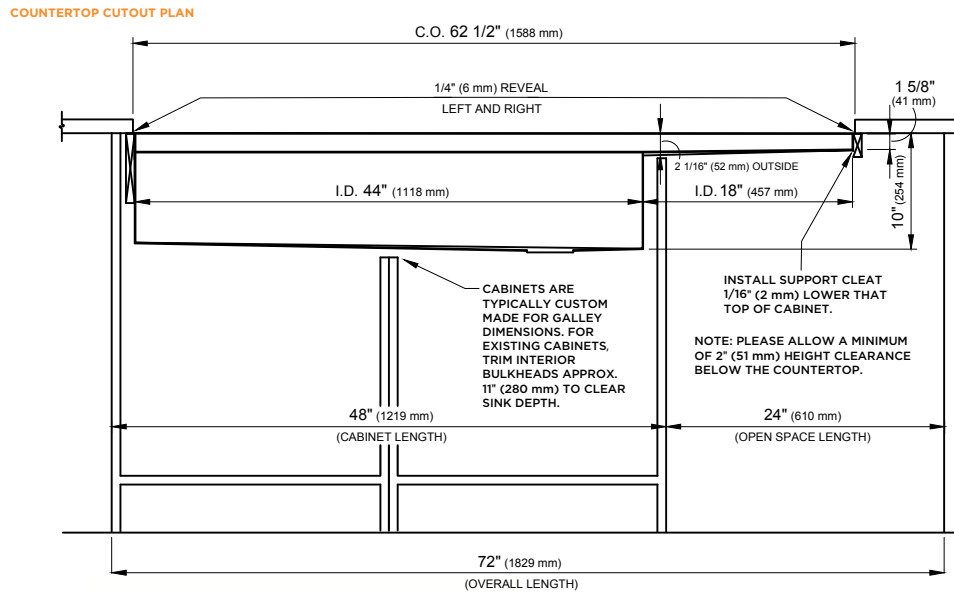 COUNTERTOP CUTOUT PLAN
C.O. 62 1/2" (1588 mm)
1/4" (6 mm) REVEAL
LEFT AND RIGHT
1 5/8"
(41 mm)
2 1/16" (52 mm) OUTSIDE
I.D. 44" (1118 mm)
I.D. 18" (457 mm)
10" (254 mm)
INSTALL SUPPORT CLEAT
1/16" (2 mm) LOWER THAT
TOP OF CABINET.
NOTE: PLEASE ALLOW A MINIMUM
OF 2" (51 mm) HEIGHT CLEARANCE
BELOW THE COUNTERTOP.
CABINETS ARE
TYPICALLY CUSTOM
MADE FOR GALLEY
DIMENSIONS. FOR
EXISTING CABINETS,
TRIM INTERIOR
BULKHEADS APPROX.
11" (280 mm) TO CLEAR
SINK DEPTH.
48" (1219 mm)
(CABINET LENGTH)
24" (610 mm)
(OPEN SPACE LENGTH)
72" (1829 mm)
(OVERALL LENGTH)